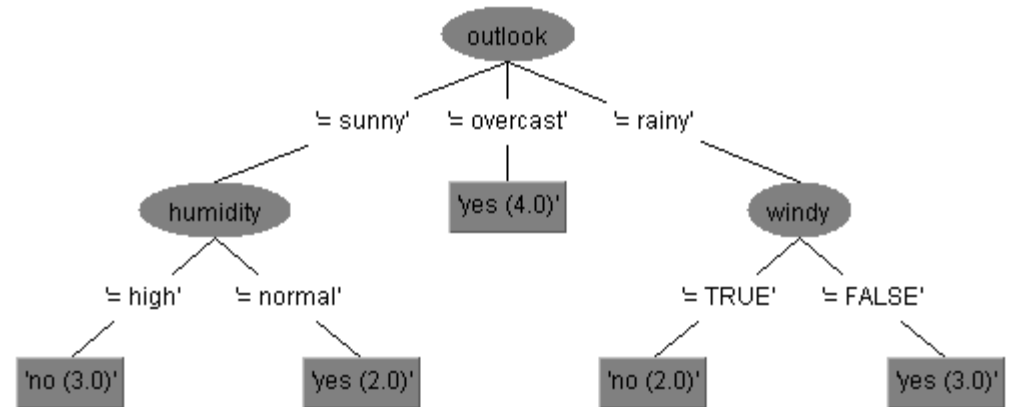 outlook
'= sunny' '= overcast' '= rainy'
humidity 'yes (4.0)' windy
'= high' '= normal' '= TRUE' '= FALSE'
'no (3.0)' 'yes (2.0)' 'no (2.0)' 'yes (3.0)'